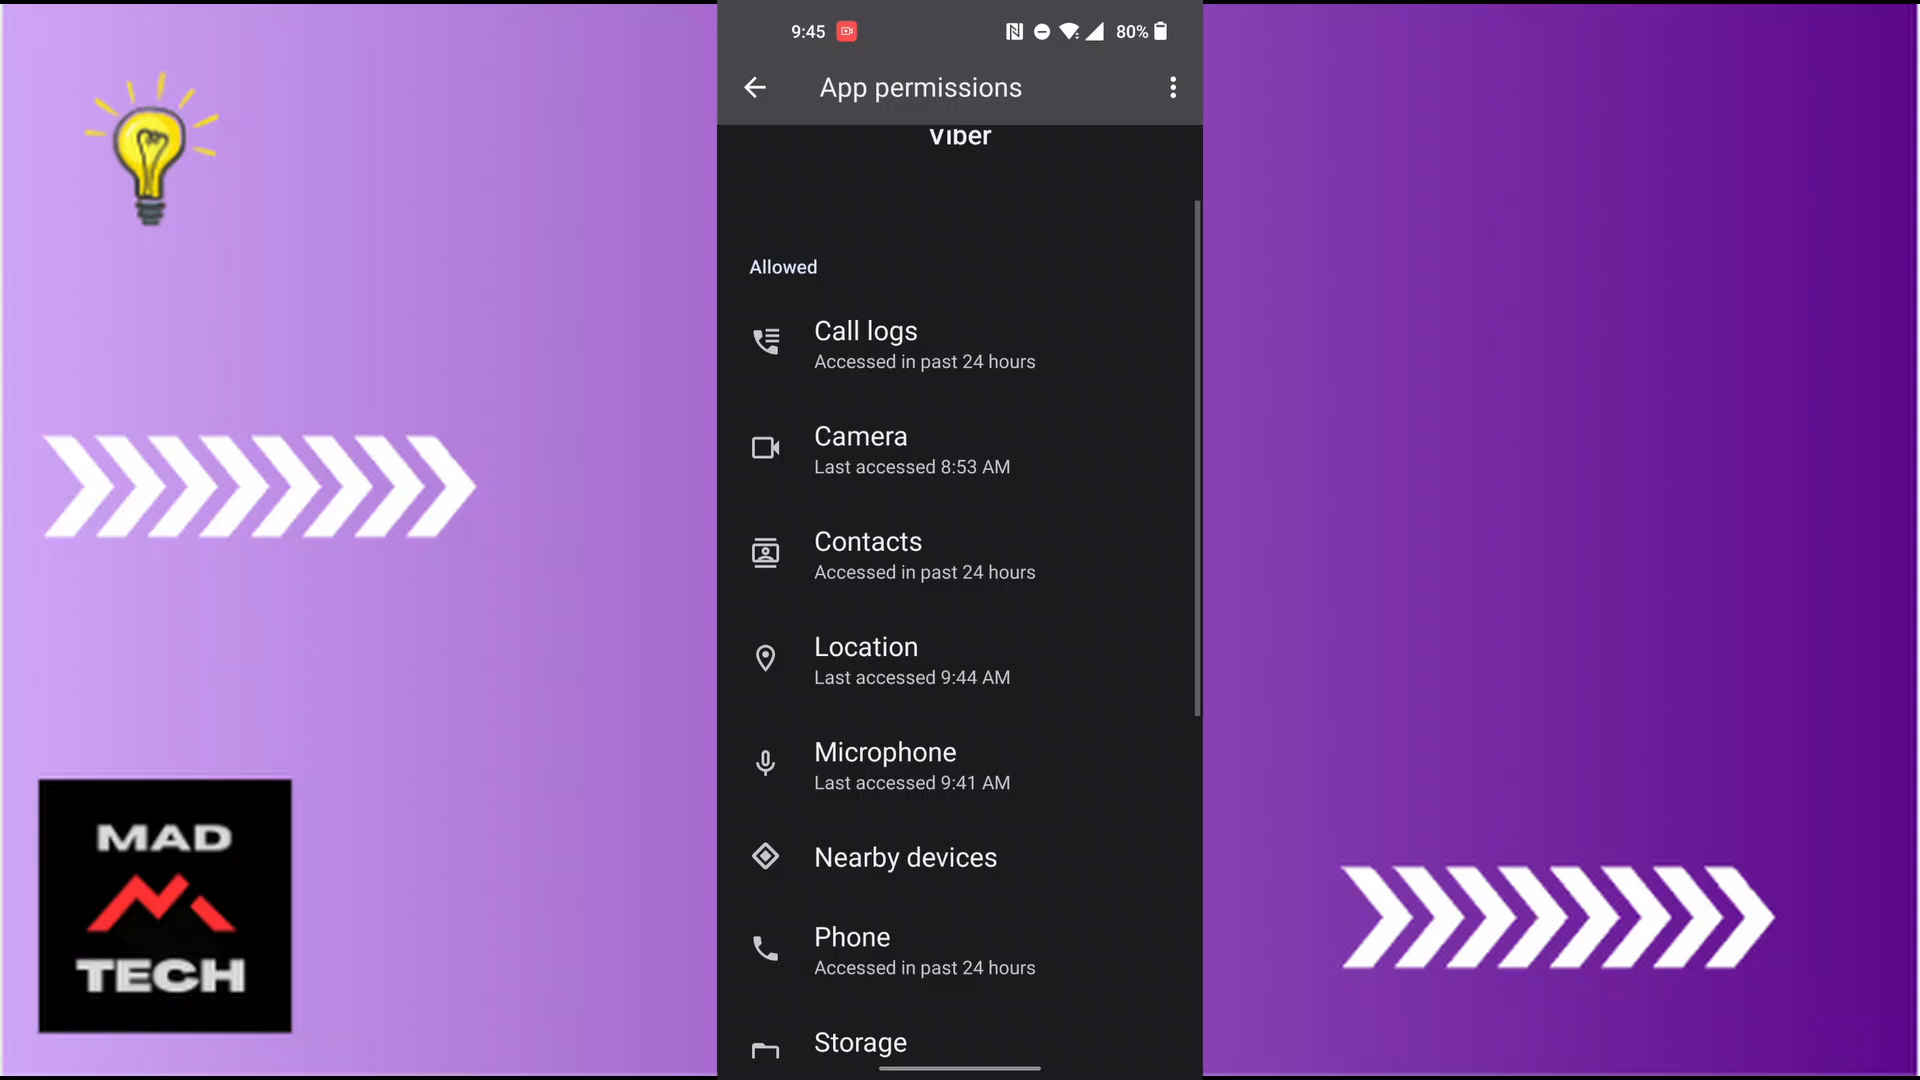 9:45
80%
App permissions
Viber
Allowed
Call logs
Accessed in past 24 hours
Camera
Last accessed 8:53 AM
Contacts
Accessed in past 24 hours
Location
Last accessed 9:44 AM
Microphone
Last accessed 9:41 AM
Nearby devices
Phone
Accessed in past 24 hours
Storage
MAD
TECH